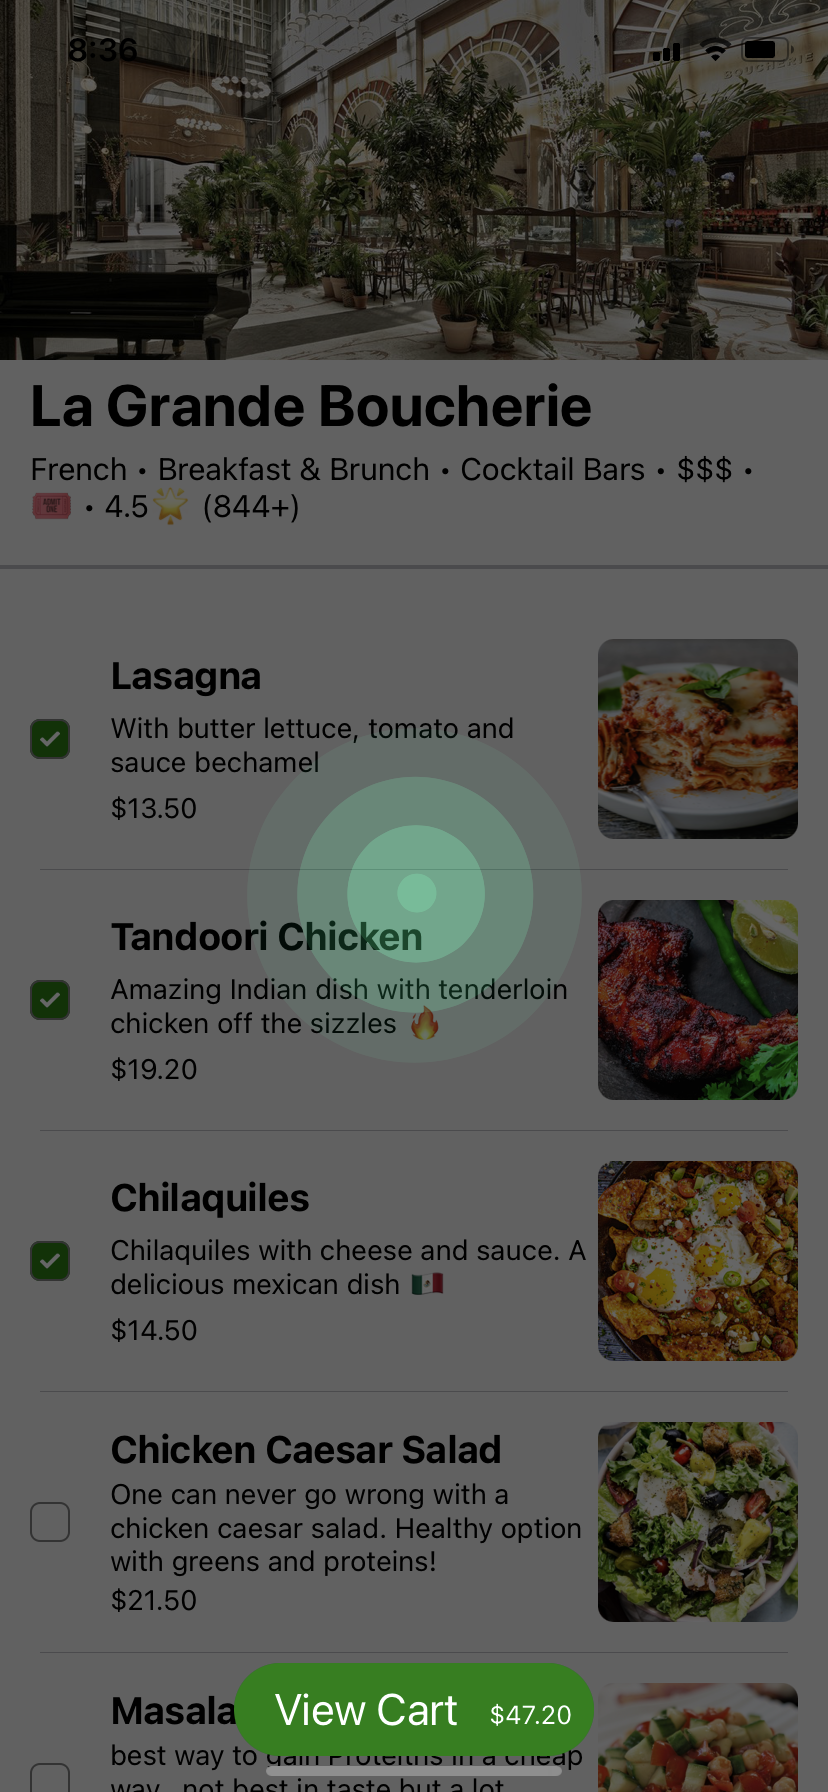 8:36
BOUCHERIE
La Grande Boucherie
French • Breakfast & Brunch • Cocktail Bars • $$$ •
🎟️ • 4.5🌟 (844+)
Lasagna
With butter lettuce, tomato and
sauce bechamel
$13.50
Tandoori Chicken
Amazing Indian dish with tenderloin
chicken off the sizzles 🔥
$19.20
Chilaquiles
Chilaquiles with cheese and sauce. A
delicious mexican dish 🇲🇽
$14.50
Chicken Caesar Salad
One can never go wrong with a
chicken caesar salad. Healthy option
with greens and proteins!
$21.50
Masala
View Cart $47.20
best way to gain Proteiths in a cheap
way.. not best in taste but a lot